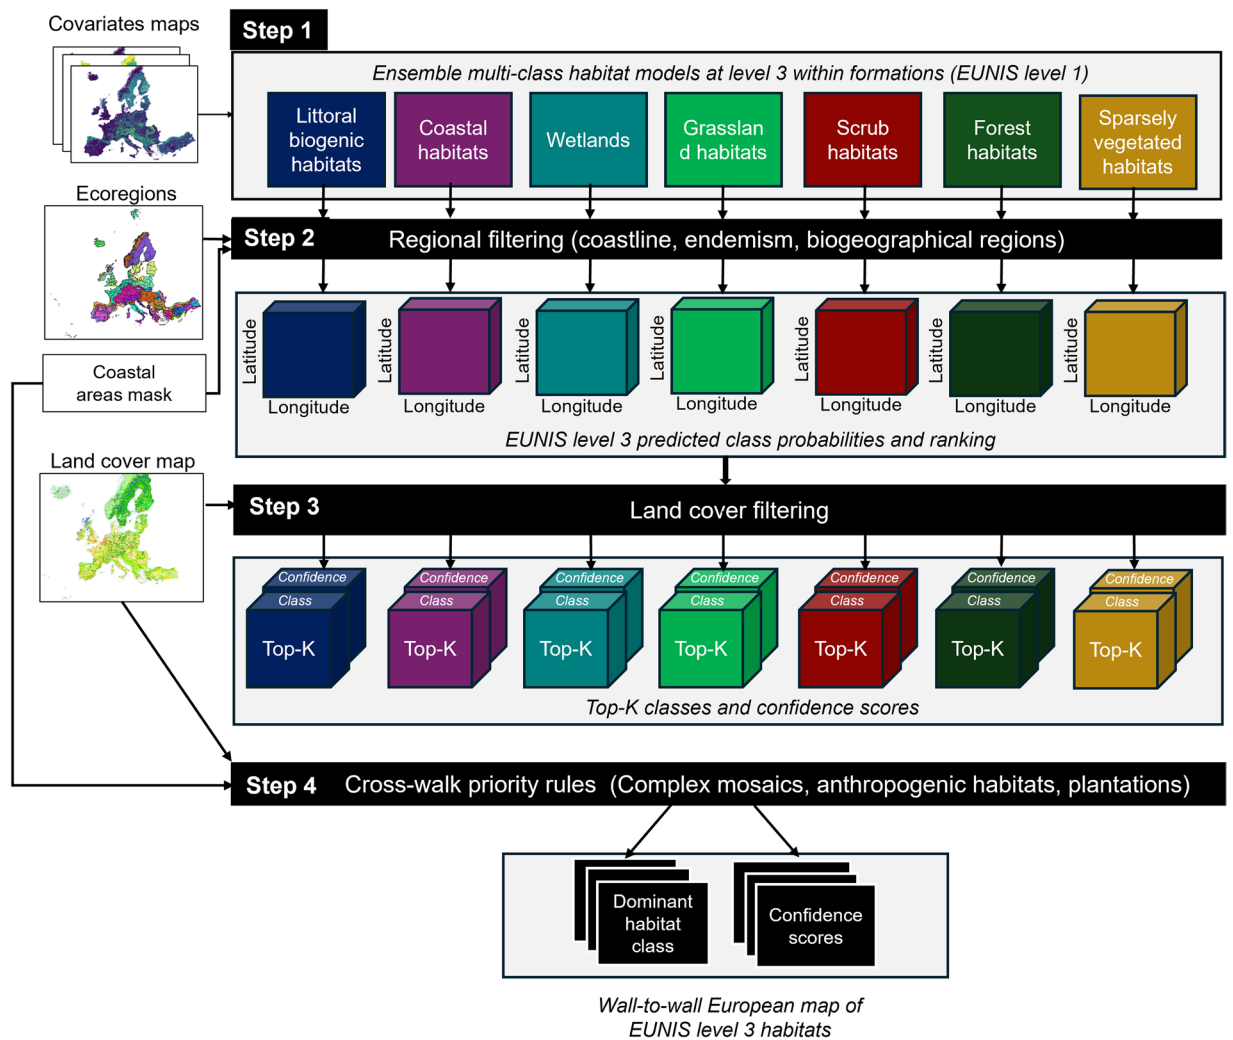 Covariates maps
Step 1
Ensemble multi-class habitat models at level 3 within formations (EUNIS level 1)
Littoral
biogenic
habitats
Coastal
habitats
Wetlands
Grasslan
d habitats
Scrub
habitats
Forest
habitats
Sparsely
vegetated
habitats
Ecoregions
Step 2
Regional filtering (coastline, endemism, biogeographical regions)
Latitude
Longitude
Latitude
Longitude
Latitude
Longitude
Latitude
Longitude
Latitude
Longitude
Latitude
Longitude
Latitude
Longitude
EUNIS level 3 predicted class probabilities and ranking
Coastal
areas mask
Land cover map
Step 3
Land cover filtering
Confidence
Class
Top-K
Confidence
Class
Top-K
Confidence
Class
Top-K
Confidence
Class
Top-K
Confidence
Class
Top-K
Confidence
Class
Top-K
Confidence
Class
Top-K
Top-K classes and confidence scores
Step 4
Cross-walk priority rules (Complex mosaics, anthropogenic habitats, plantations)
Dominant
habitat
class
Confidence
scores
Wall-to-wall European map of
EUNIS level 3 habitats